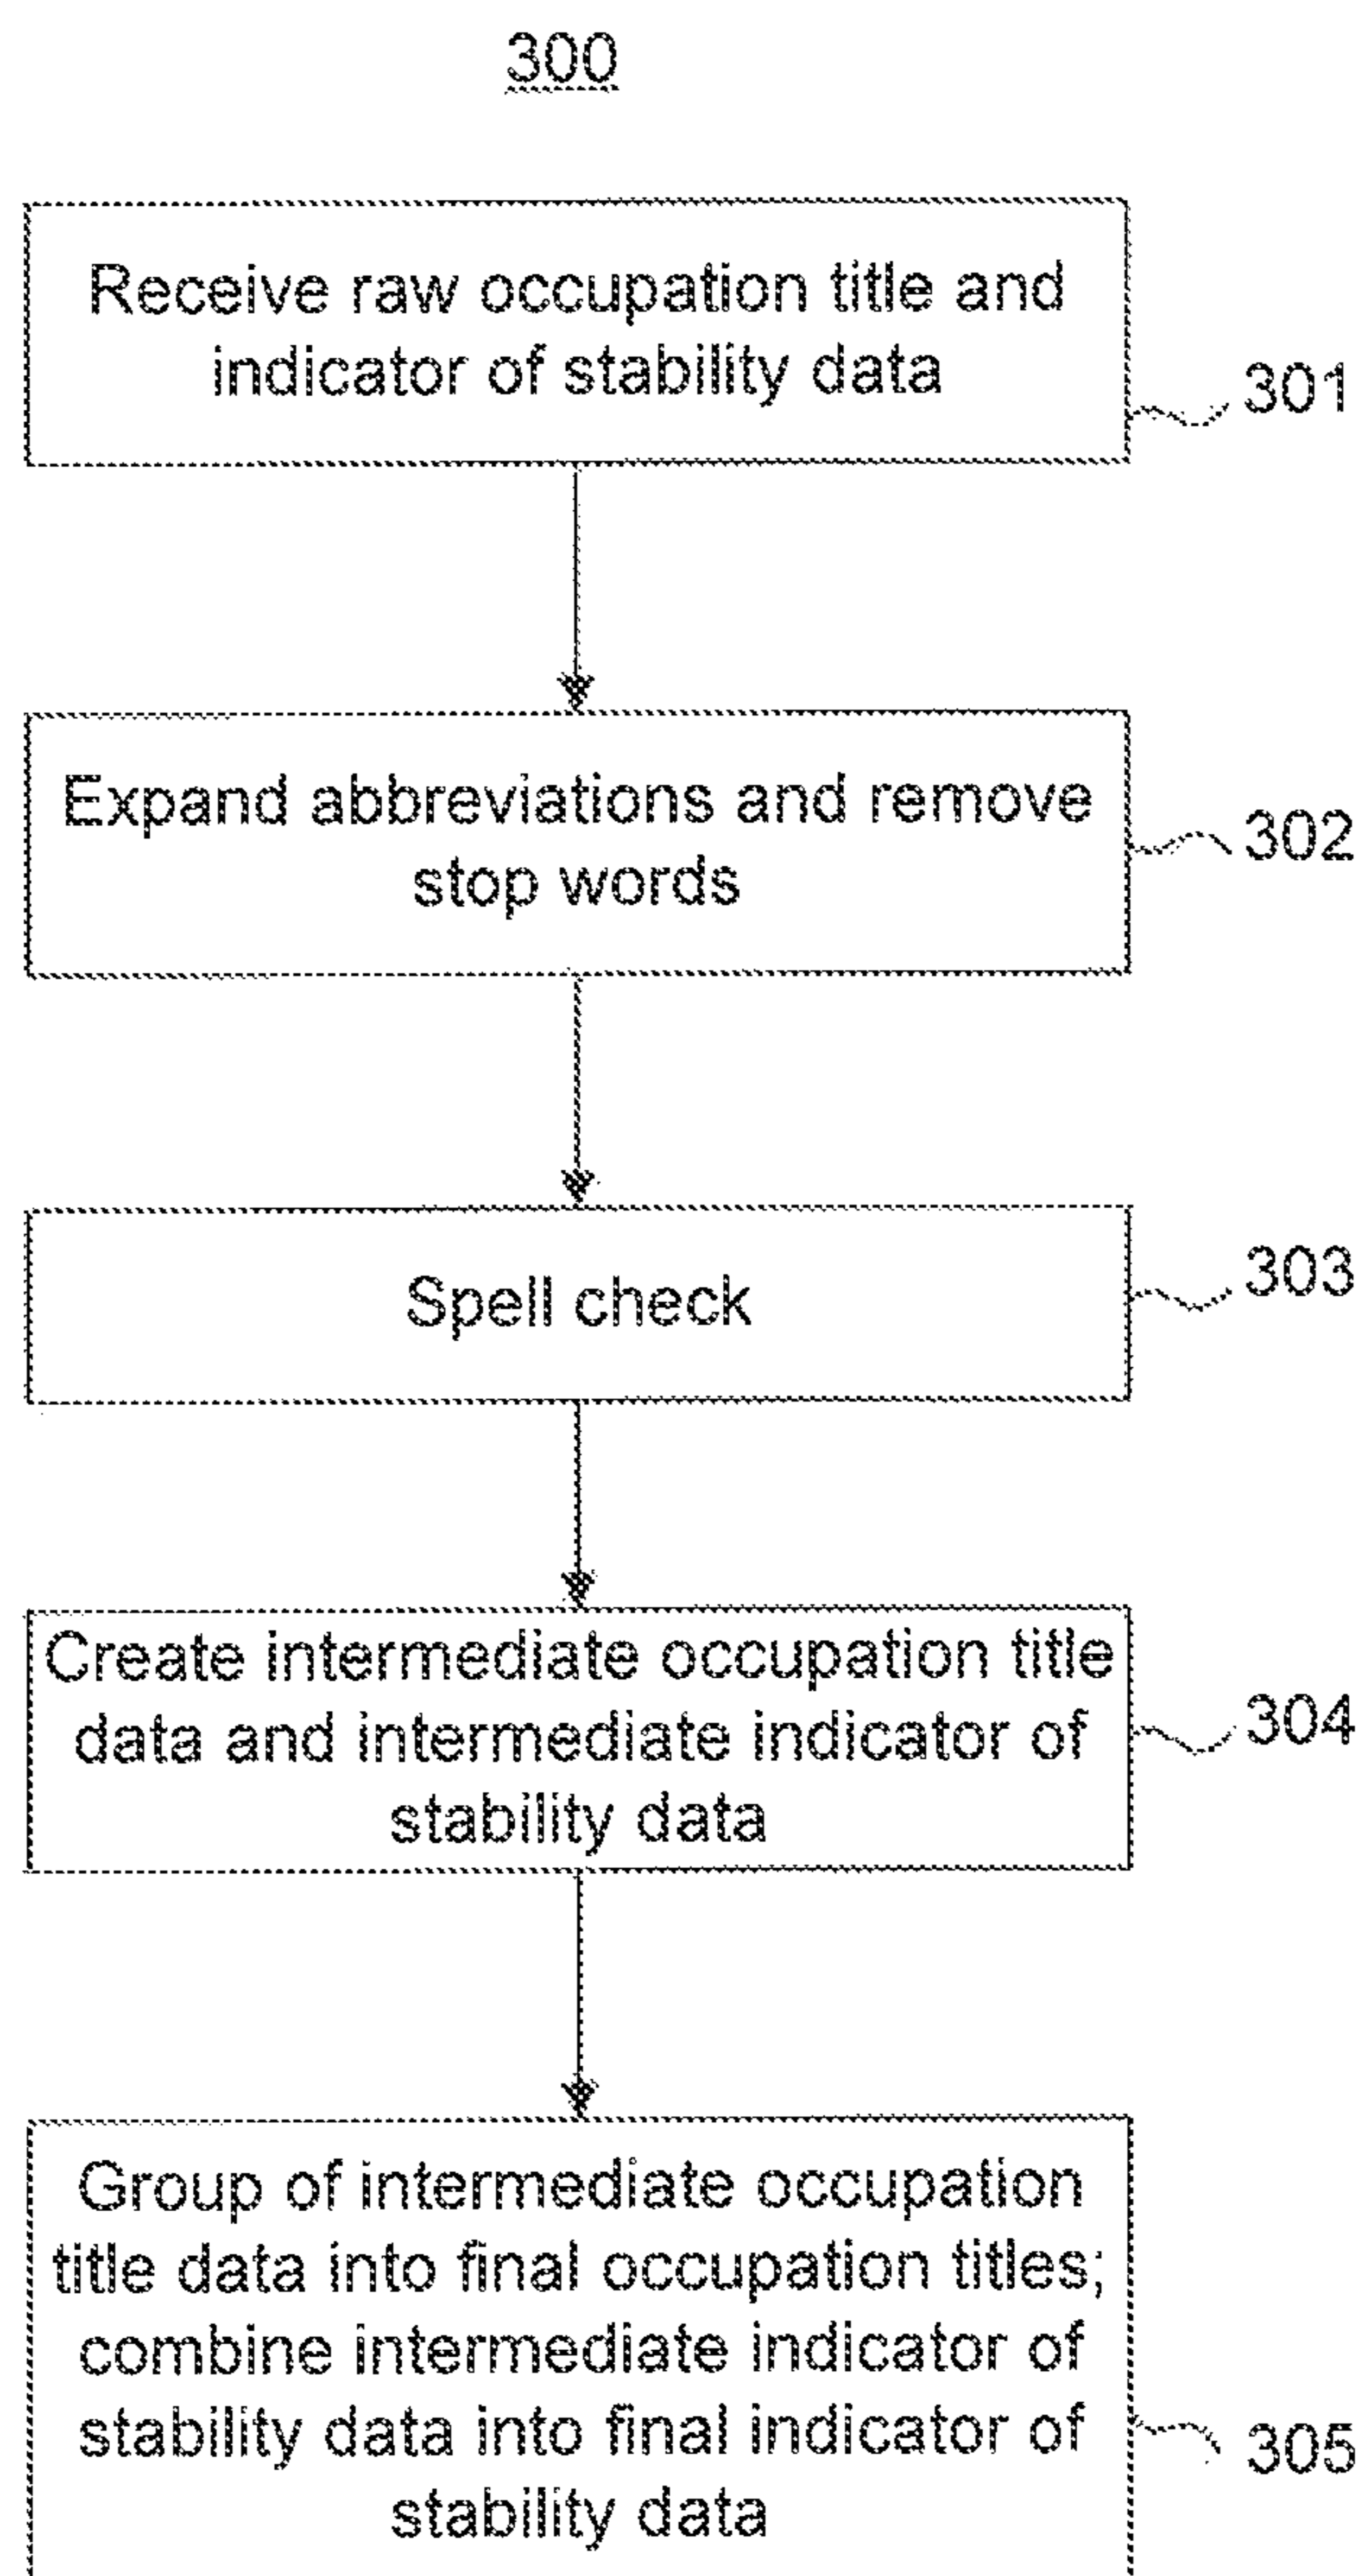 300
Receive raw occupation title and
indicator of stability data
301
Expand abbreviations and remove
stop words
302
Spell check
303
Create intermediate occupation title
data and intermediate indicator of
stability data
304
Group of intermediate occupation
title data into final occupation titles;
combine intermediate indicator of
stability data into final indicator of
stability data
305